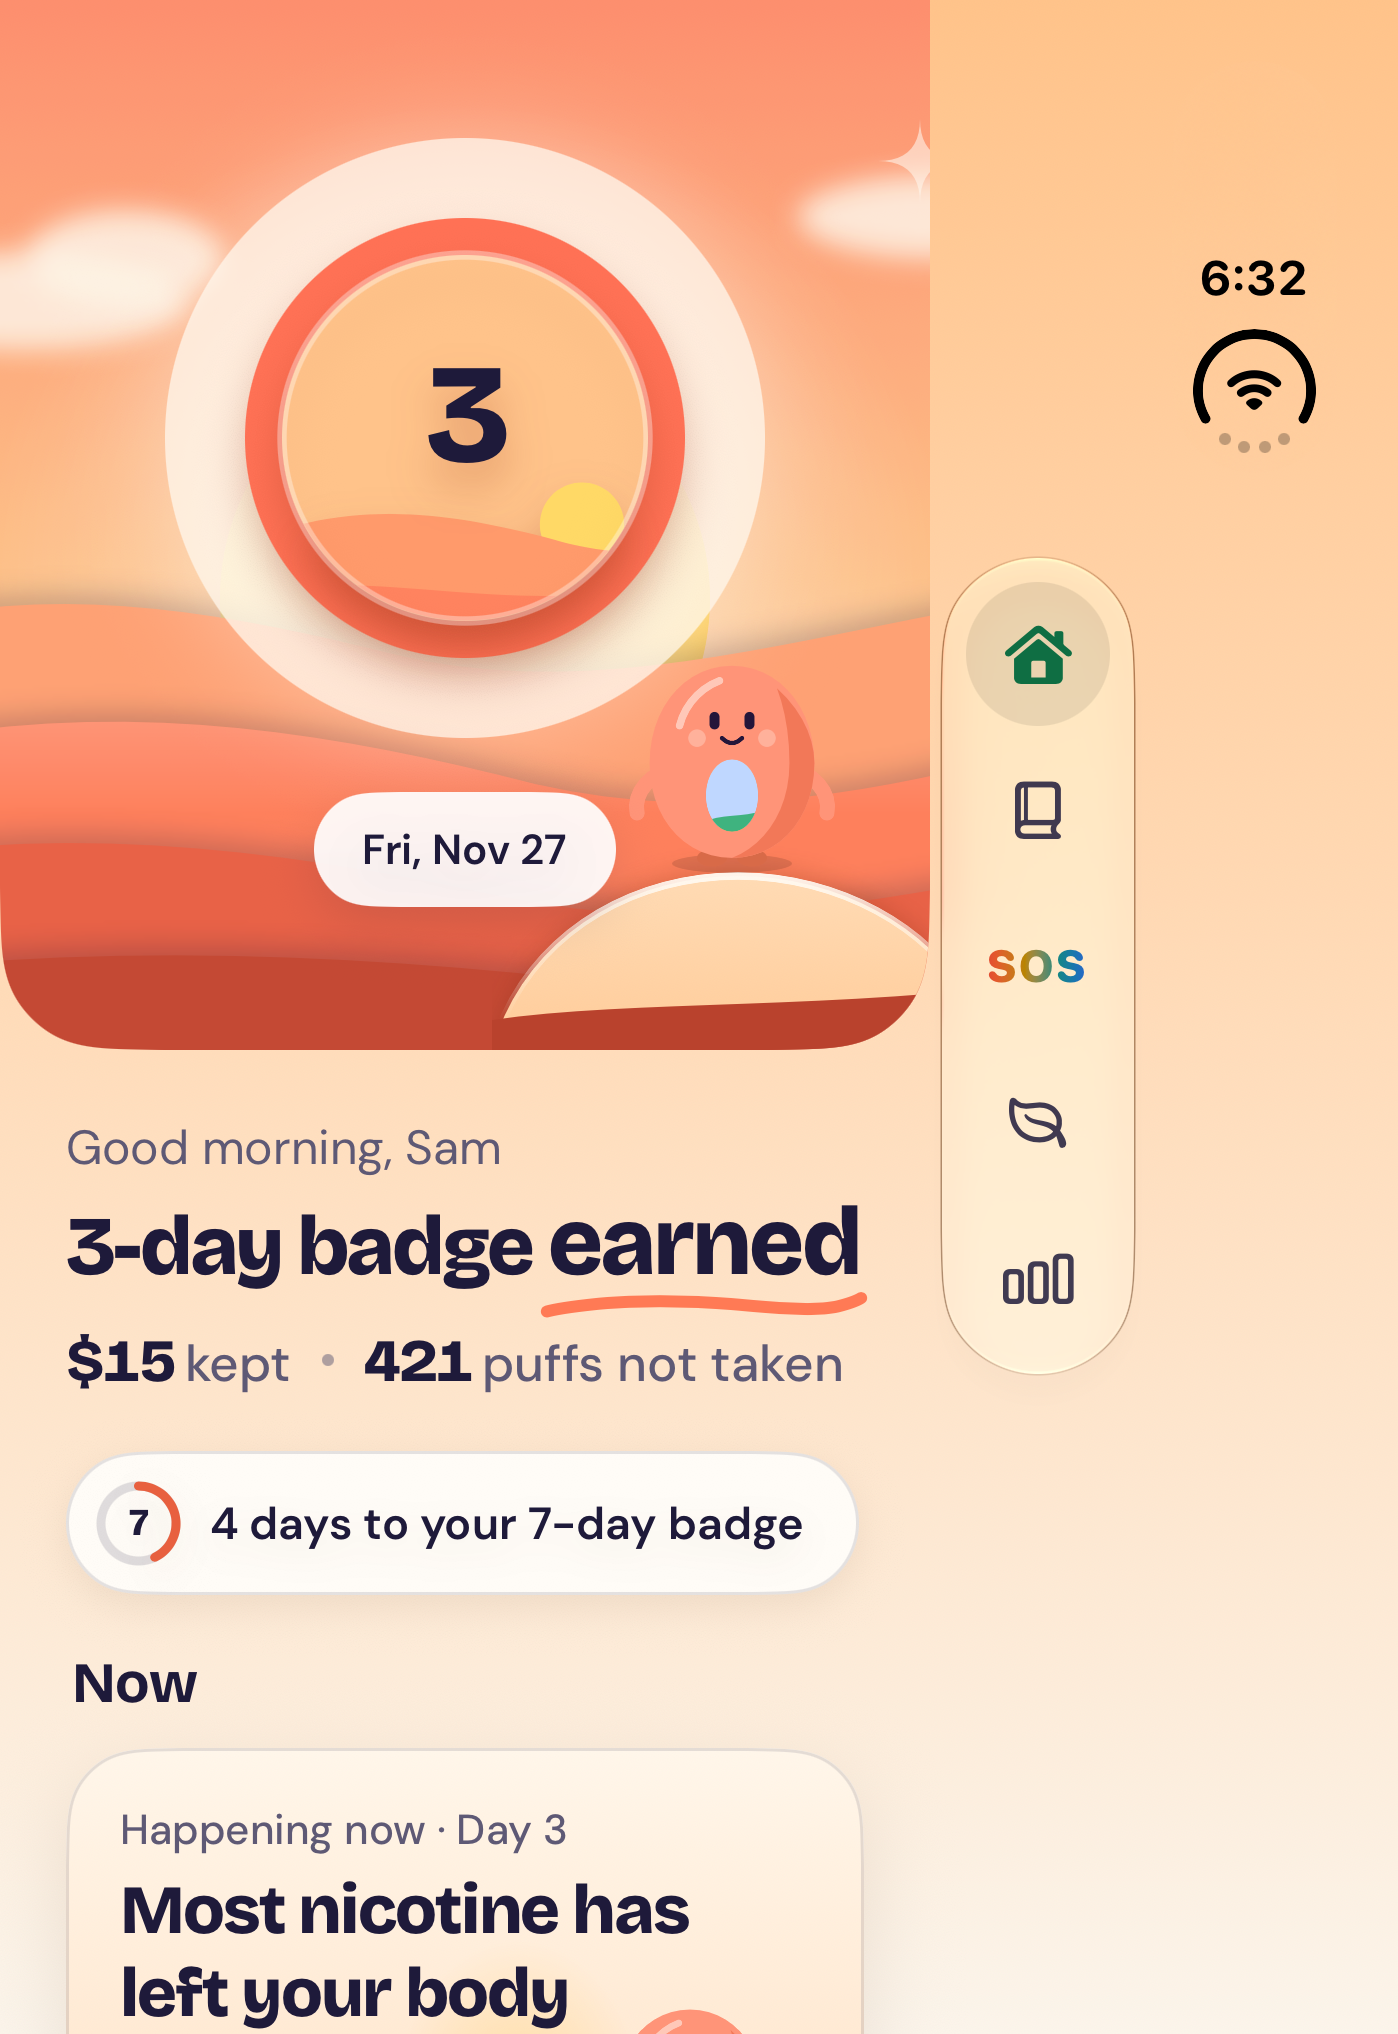 6:32
3
Fri, Nov 27
SOS
Good morning, Sam
3-day badge earned
$15 kept • 421 puffs not taken
7 4 days to your 7-day badge
Now
Happening now · Day 3
Most nicotine has
left your body